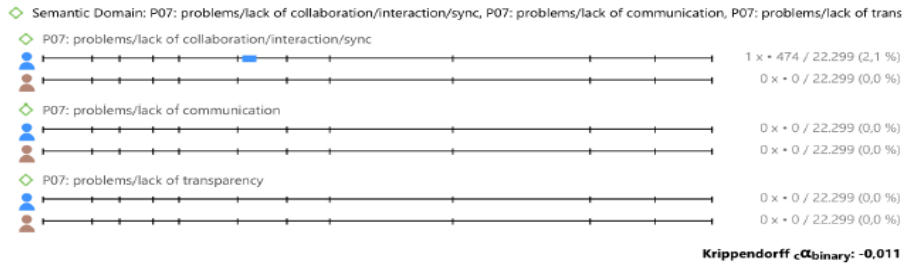 Semantic Domain: P07: problems/lack of collaboration/interaction/sync, P07: problems/lack of communication, P07: problems/lack of trans
P07: problems/lack of collaboration/interaction/sync
1 x • 474 / 22.299 (2,1 %)
0 x • 0 / 22.299 (0,0 %)
P07: problems/lack of communication
0 x • 0 / 22.299 (0,0 %)
0 x • 0 / 22.299 (0,0 %)
P07: problems/lack of transparency
0 x • 0 / 22.299 (0,0 %)
0 x • 0 / 22.299 (0,0 %)
Krippendorff cαbinary: -0,011